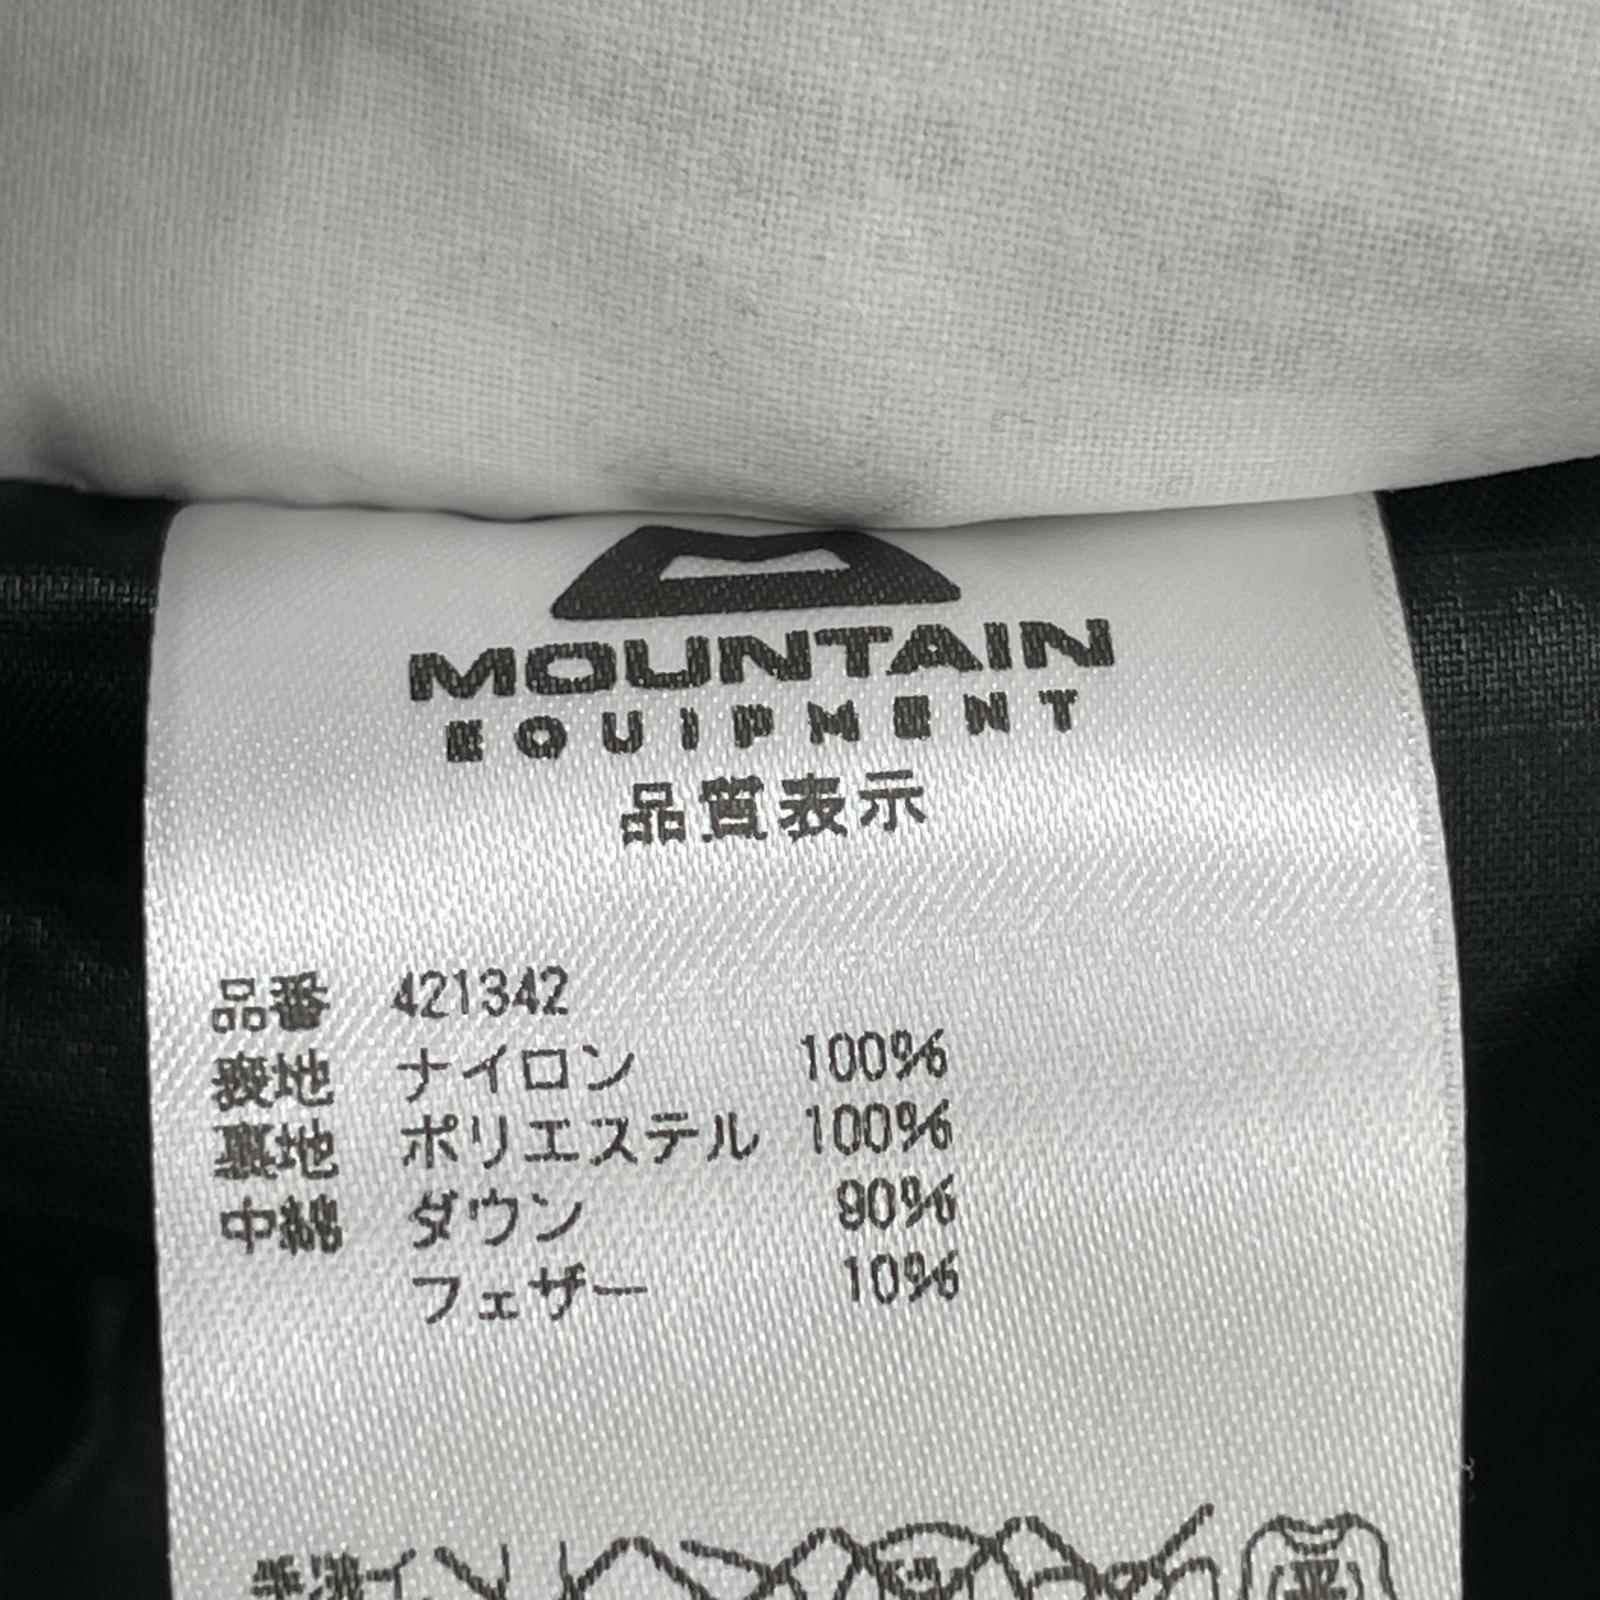 MOUNTAIN
EQUIPMENT
品質表示
品番 421342
表地 ナイロン 100%
裏地 ポリエステル 100%
中綿 ダウン 90%
フェザー 10%